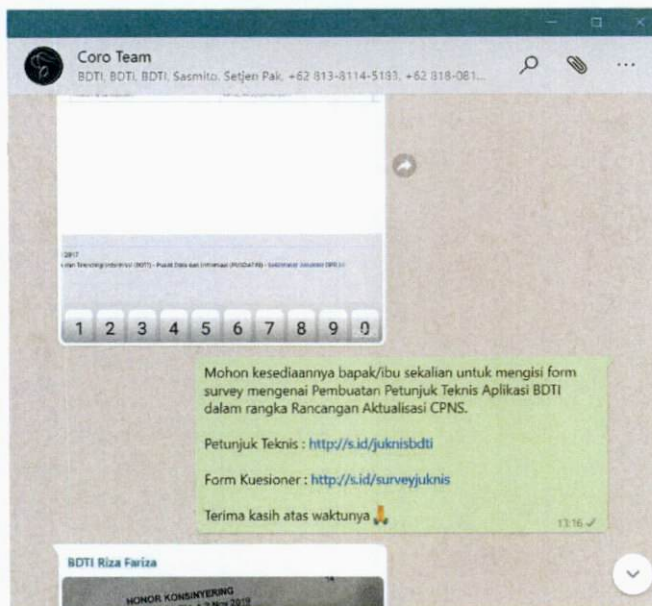 Coro Team
BDTI, BDTI, BDTI, Sasmito, Setjen Pak, +62 813-8114-5193, +62 818-081...
2017
1 2 3 4 5 6 7 8 9 0
Mohon kesediaannya bapak/ibu sekalian untuk mengisi form
survey mengenai Pembuatan Petunjuk Teknis Aplikasi BDTI
dalam rangka Rancangan Aktualisasi CPNS.
Petunjuk Teknis : http://s.id/juknisbdti
Form Kuesioner : http://s.id/surveyjuknis
Terima kasih atas waktunya 🙏
13:16
BDTI Riza Fariza
HONOR KONSINYERING
Nov 2019